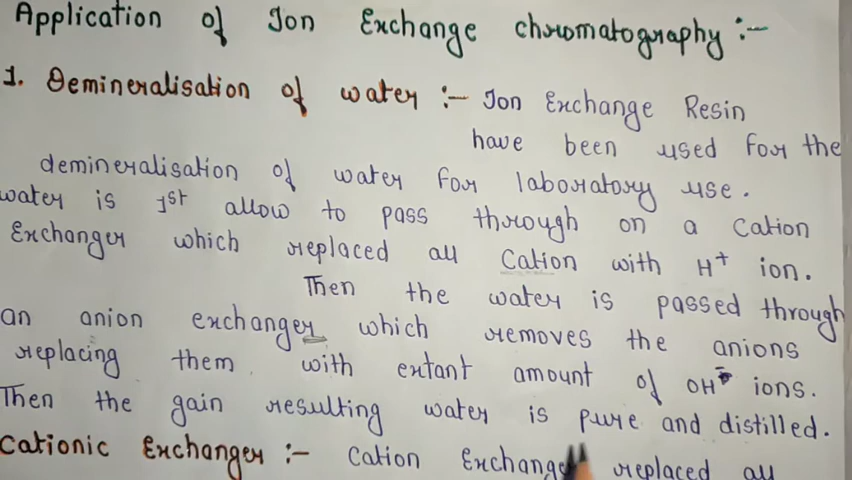 Application of Ion Exchange chromatography :-
1. Demineralisation of water :- Ion Exchange Resin
have been used for the
demineralisation of water for laboratory use.
water is 1st allow to pass through on a Cation
Exchanger which replaced all Cation with H+ ion.
Then the water is passed through
an anion exchanger which removes the anions
replacing them with extant amount of OH- ions.
Then the gain resulting water is pure and distilled.
Cationic Exchanger :- Cation Exchange replaced all